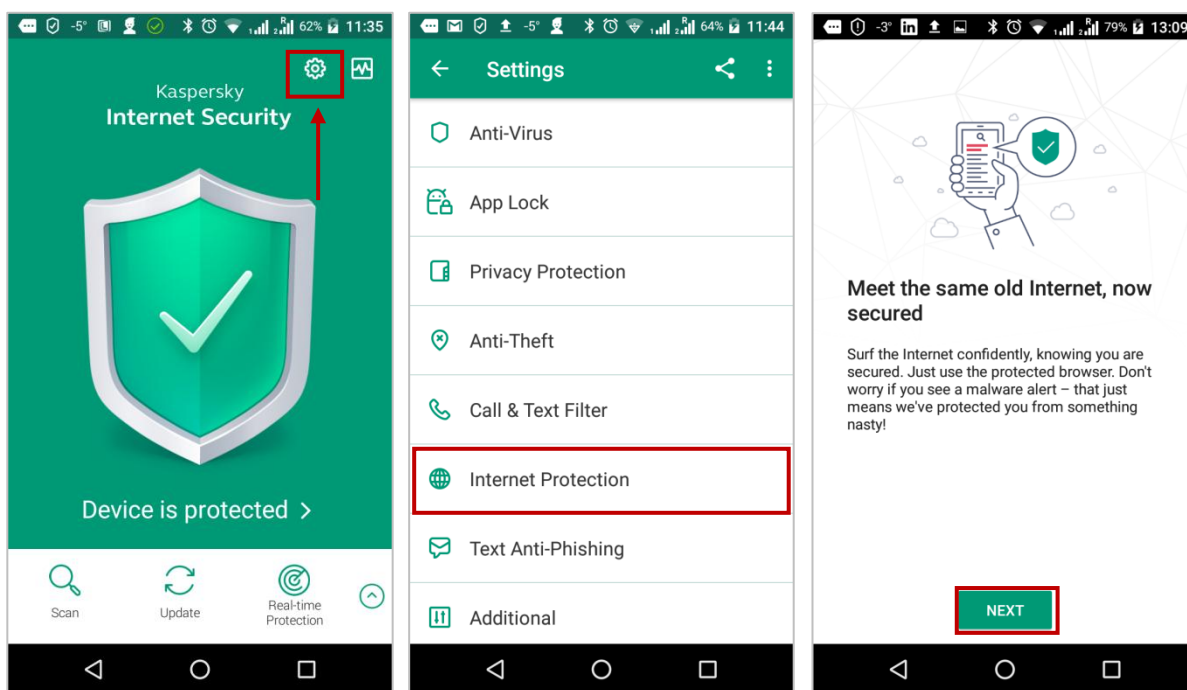 -5° 62% 11:35
Kaspersky
Internet Security
Device is protected
Scan
Update
Real-time
Protection
-5° 64% 11:44
Settings
Anti-Virus
App Lock
Privacy Protection
Anti-Theft
Call & Text Filter
Internet Protection
Text Anti-Phishing
Additional
-3° in 79% 13:09
Meet the same old Internet, now
secured
Surf the Internet confidently, knowing you are
secured. Just use the protected browser. Don't
worry if you see a malware alert – that just
means we've protected you from something
nasty!
NEXT